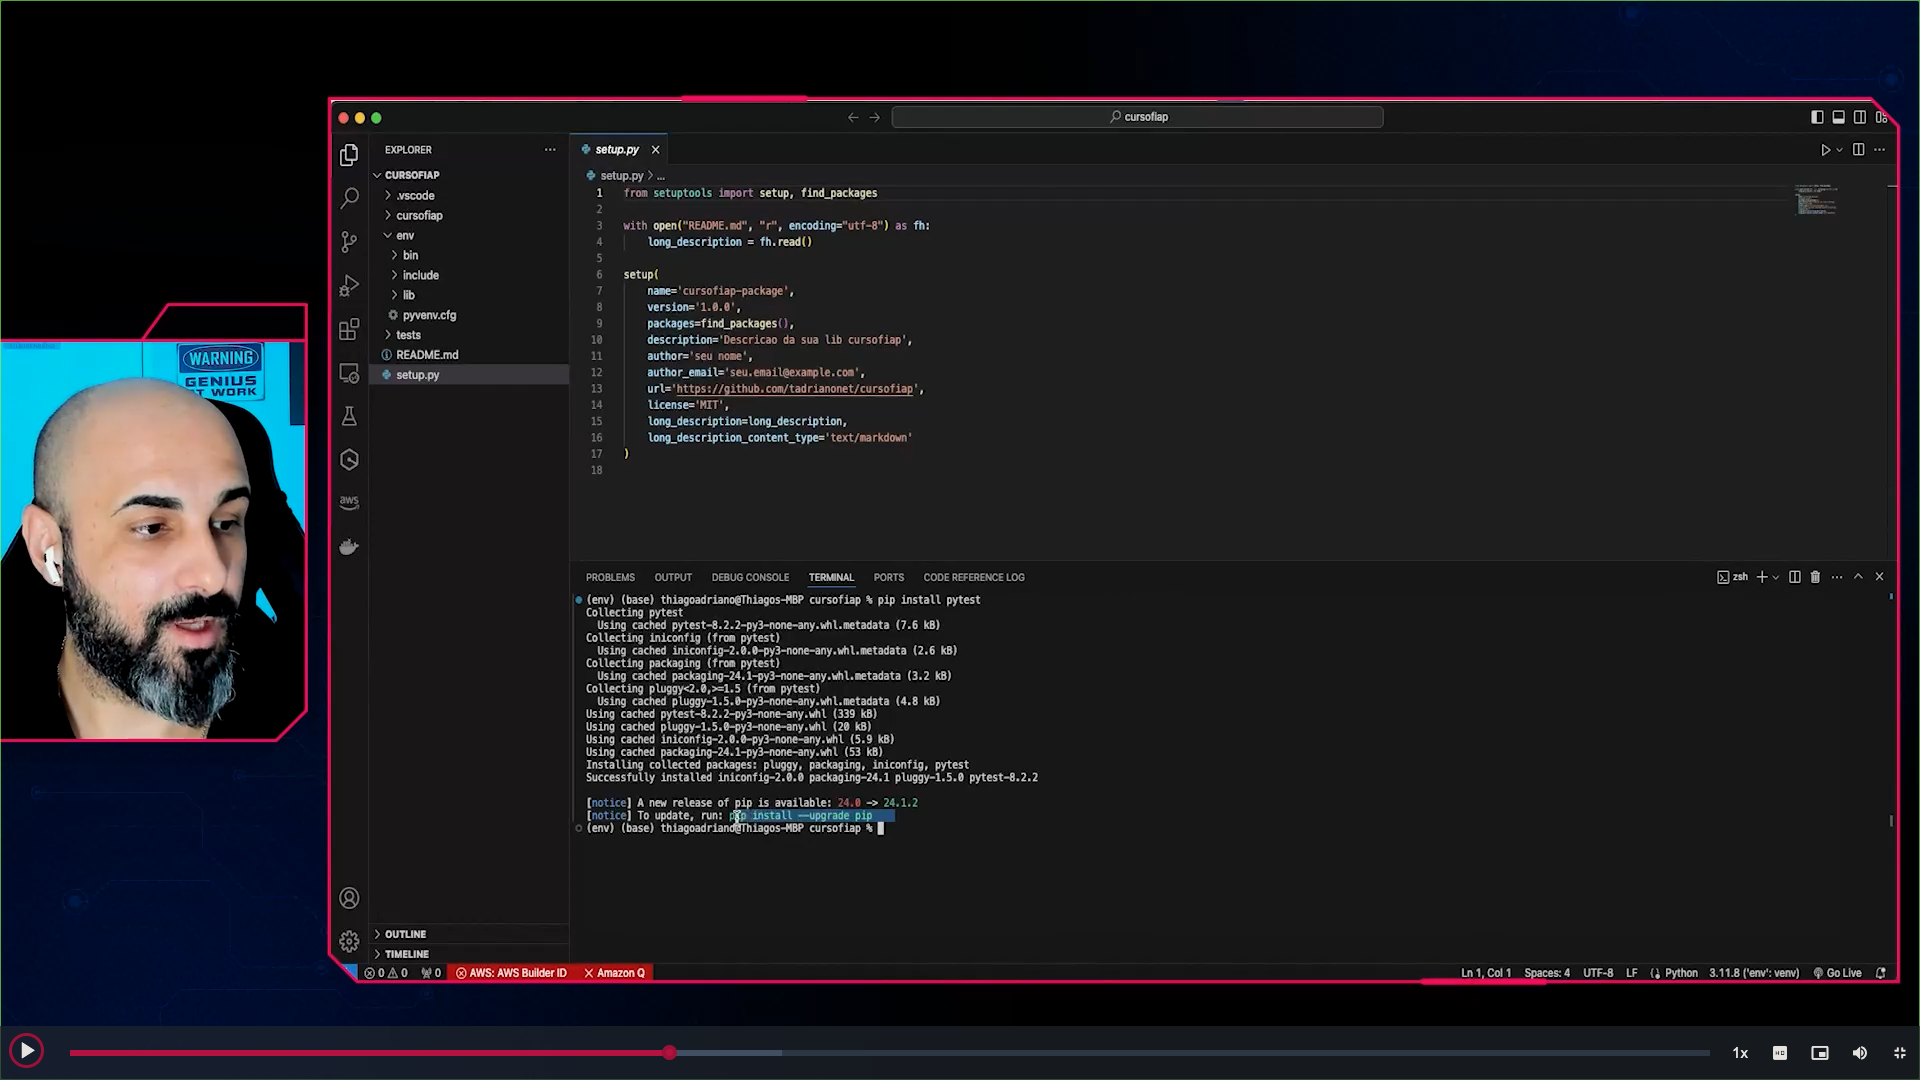 cursofiap
EXPLORER
setup.py
CURSOFIAP
.vscode
cursofiap
env
bin
include
lib
pyvenv.cfg
tests
README.md
setup.py
setup.py > ...
1 from setuptools import setup, find_packages
2
3 with open("README.md", "r", encoding="utf-8") as fh:
4 long_description = fh.read()
5
6 setup(
7 name='cursofiap-package',
8 version='1.0.0',
9 packages=find_packages(),
10 description='Descricao da sua lib cursofiap',
11 author='seu nome',
12 author_email='seu.email@example.com',
13 url='https://github.com/tadrianonet/cursofiap',
14 license='MIT',
15 long_description=long_description,
16 long_description_content_type='text/markdown'
17 )
18
WARNING
GENIUS
AT WORK
aws
PROBLEMS OUTPUT DEBUG CONSOLE TERMINAL PORTS CODE REFERENCE LOG
zsh
(env) (base) thiagoadriano@Thiagos-MBP cursofiap % pip install pytest
Collecting pytest
Using cached pytest-8.2.2-py3-none-any.whl.metadata (7.6 kB)
Collecting iniconfig (from pytest)
Using cached iniconfig-2.0.0-py3-none-any.whl.metadata (2.6 kB)
Collecting packaging (from pytest)
Using cached packaging-24.1-py3-none-any.whl.metadata (3.2 kB)
Collecting pluggy<2.0,>=1.5 (from pytest)
Using cached pluggy-1.5.0-py3-none-any.whl.metadata (4.8 kB)
Using cached pytest-8.2.2-py3-none-any.whl (339 kB)
Using cached pluggy-1.5.0-py3-none-any.whl (20 kB)
Using cached iniconfig-2.0.0-py3-none-any.whl (5.9 kB)
Using cached packaging-24.1-py3-none-any.whl (53 kB)
Installing collected packages: pluggy, packaging, iniconfig, pytest
Successfully installed iniconfig-2.0.0 packaging-24.1 pluggy-1.5.0 pytest-8.2.2
[notice] A new release of pip is available: 24.0 -> 24.1.2
[notice] To update, run: pip install --upgrade pip
(env) (base) thiagoadriano@Thiagos-MBP cursofiap %
OUTLINE
TIMELINE
0 0 0 AWS: AWS Builder ID Amazon Q Ln 1, Col 1 Spaces: 4 UTF-8 LF Python 3.11.8 ('env': venv) Go Live
1x HD